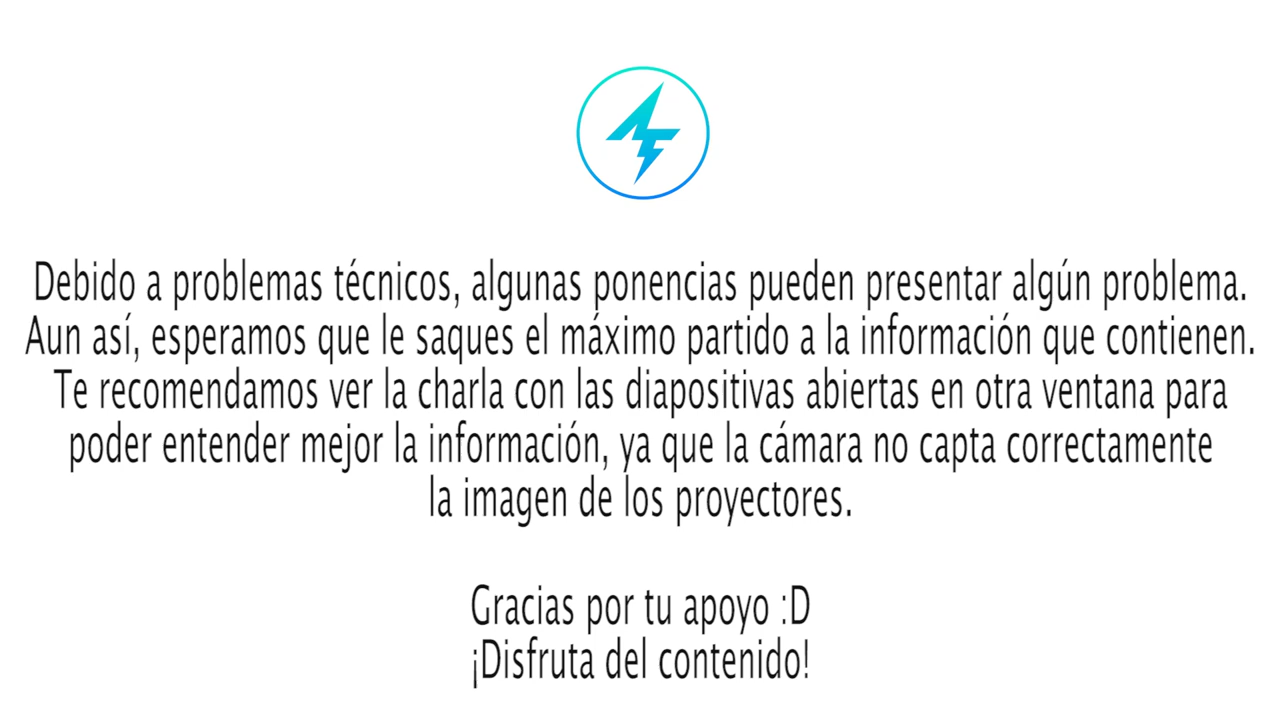 Debido a problemas técnicos, algunas ponencias pueden presentar algún problema.
Aun así, esperamos que le saques el máximo partido a la información que contienen.
Te recomendamos ver la charla con las diapositivas abiertas en otra ventana para
poder entender mejor la información, ya que la cámara no capta correctamente
la imagen de los proyectores.
Gracias por tu apoyo :D
¡Disfruta del contenido!